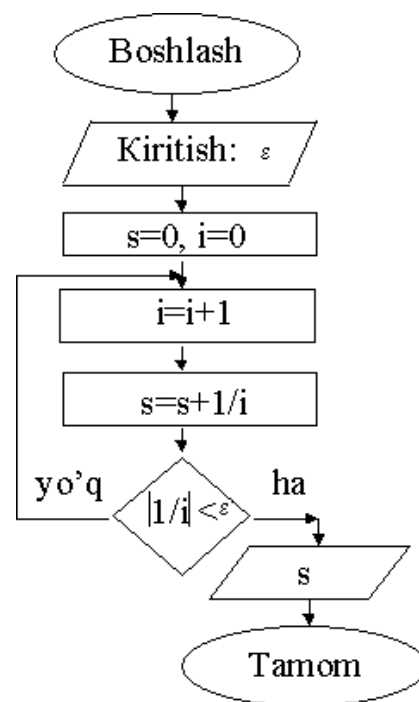 Boshlash
Kiritish: ε
s=0, i=0
i=i+1
s=s+1/i
yo’q
|1/i| <ε
ha
s
Tamom